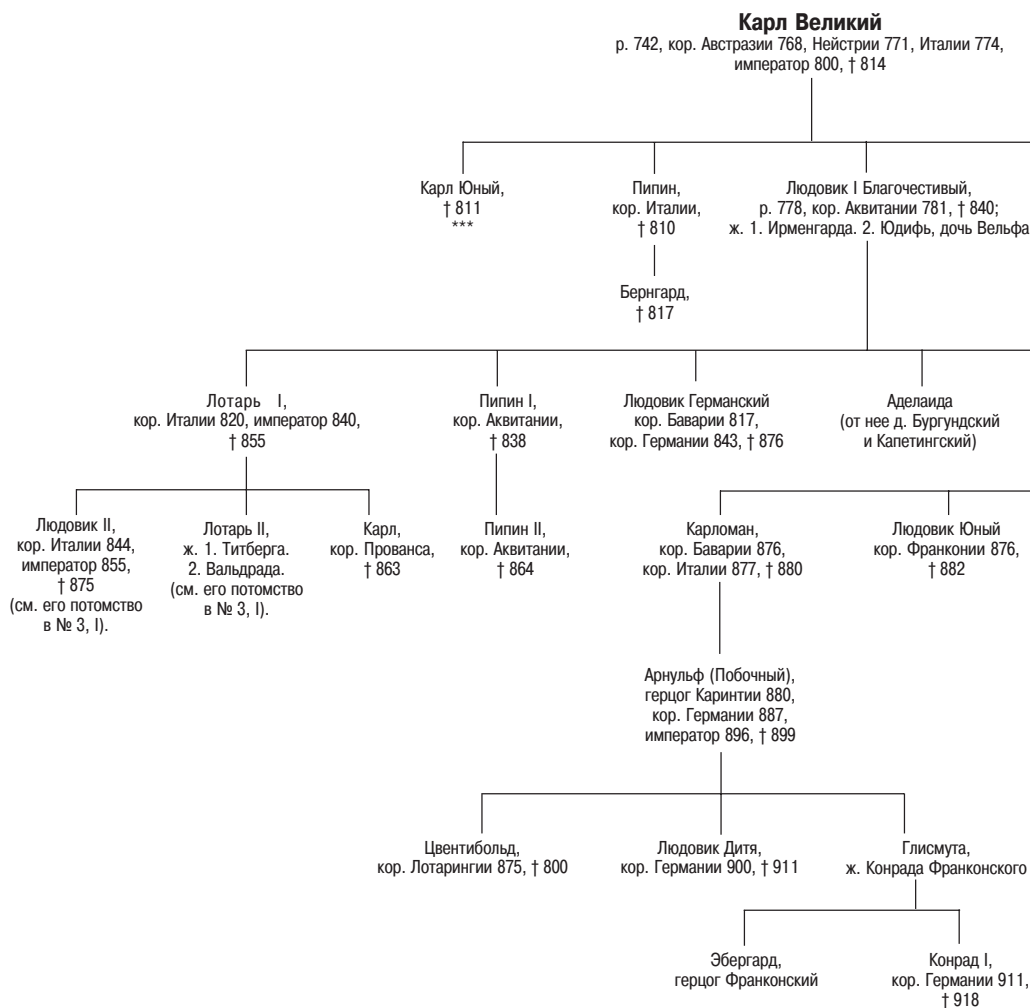 Карл Великий
р. 742, кор. Австразии 768, Нейстрии 771, Италии 774,
император 800, † 814
Карл Юный,
† 811
***
Пипин,
кор. Италии,
† 810
Людовик I Благочестивый,
р. 778, кор. Аквитании 781, † 840;
ж. 1. Ирменгарда. 2. Юдифь, дочь Вельфа
Бернгард,
† 817
Лотарь I,
кор. Италии 820, император 840,
† 855
Пипин I,
кор. Аквитании,
† 838
Людовик Германский
кор. Баварии 817,
кор. Германии 843, † 876
Аделаида
(от нее д. Бургундский
и Капетингский)
Людовик II,
кор. Италии 844,
император 855,
† 875
(см. его потомство
в № 3, I).
Лотарь II,
ж. 1. Титберга.
2. Вальдрада.
(см. его потомство
в № 3, I).
Карл,
кор. Прованса,
† 863
Пипин II,
кор. Аквитании,
† 864
Карломан,
кор. Баварии 876,
кор. Италии 877, † 880
Людовик Юный
кор. Франконии 876,
† 882
Арнульф (Побочный),
герцог Каринтии 880,
кор. Германии 887,
император 896, † 899
Цвентибольд,
кор. Лотарингии 875, † 800
Людовик Дитя,
кор. Германии 900, † 911
Глисмута,
ж. Конрада Франконского
Эбергард,
герцог Франконский
Конрад I,
кор. Германии 911,
† 918